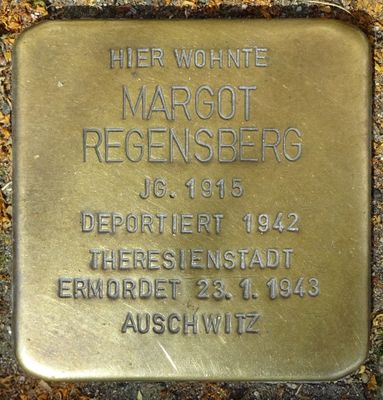 HIER WOHNTE
MARGOT
REGENSBERG
JG. 1915
DEPORTIERT 1942
THERESIENSTADT
ERMORDET 23.1.1943
AUSCHWITZ